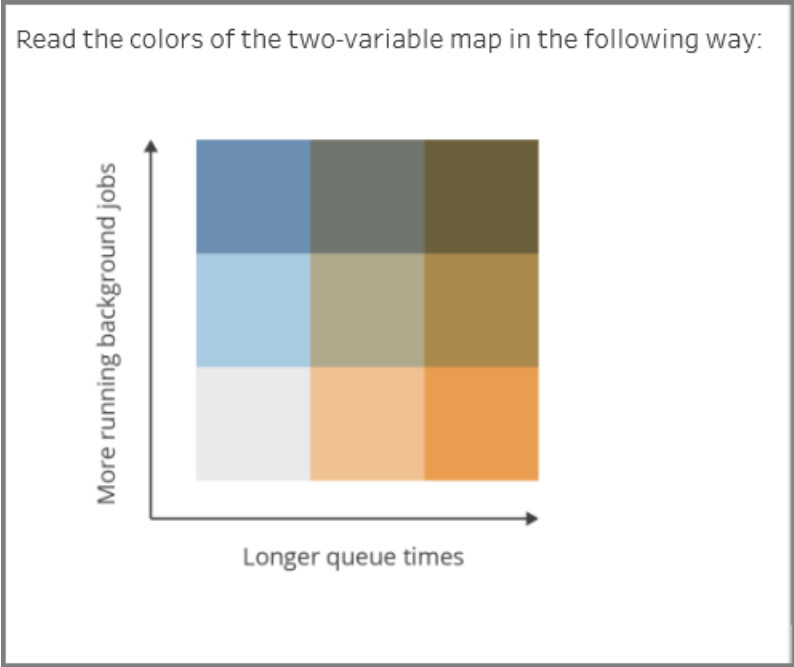 Read the colors of the two-variable map in the following way:
More running background jobs
Longer queue times